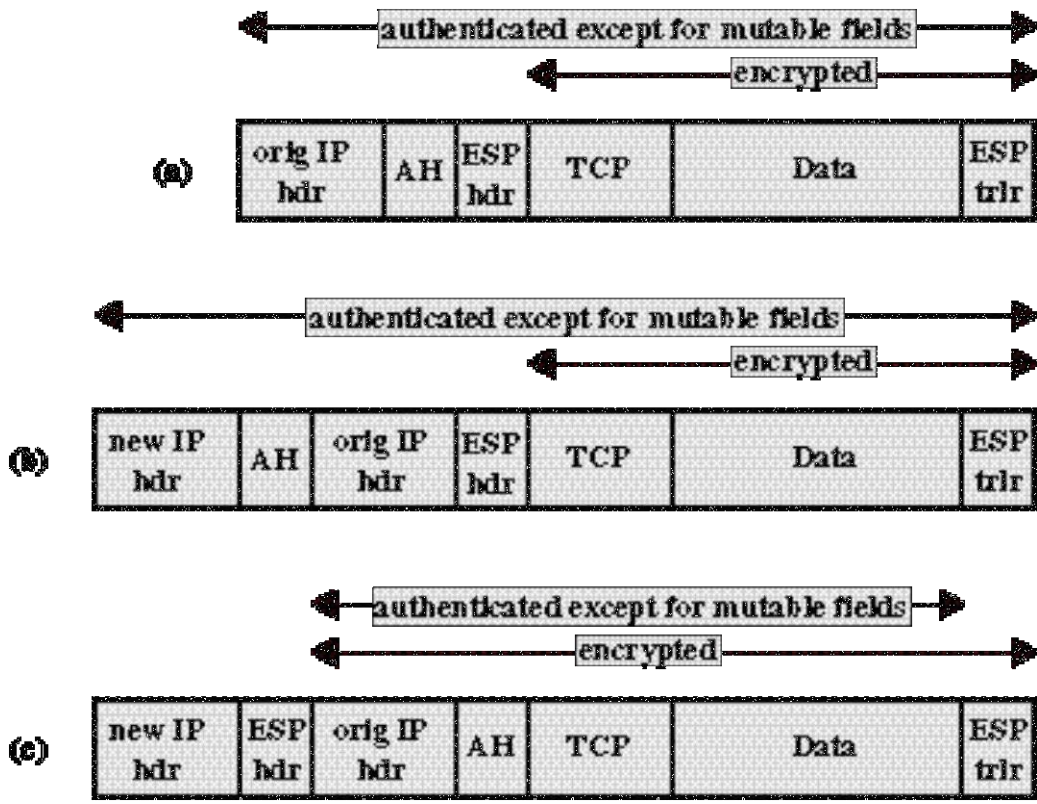 authenticated except for mutable fields
encrypted
(a)
orig IP hdr
AH
ESP hdr
TCP
Data
ESP trlr
authenticated except for mutable fields
encrypted
(b)
new IP hdr
AH
orig IP hdr
ESP hdr
TCP
Data
ESP trlr
authenticated except for mutable fields
encrypted
(c)
new IP hdr
ESP hdr
orig IP hdr
AH
TCP
Data
ESP trlr